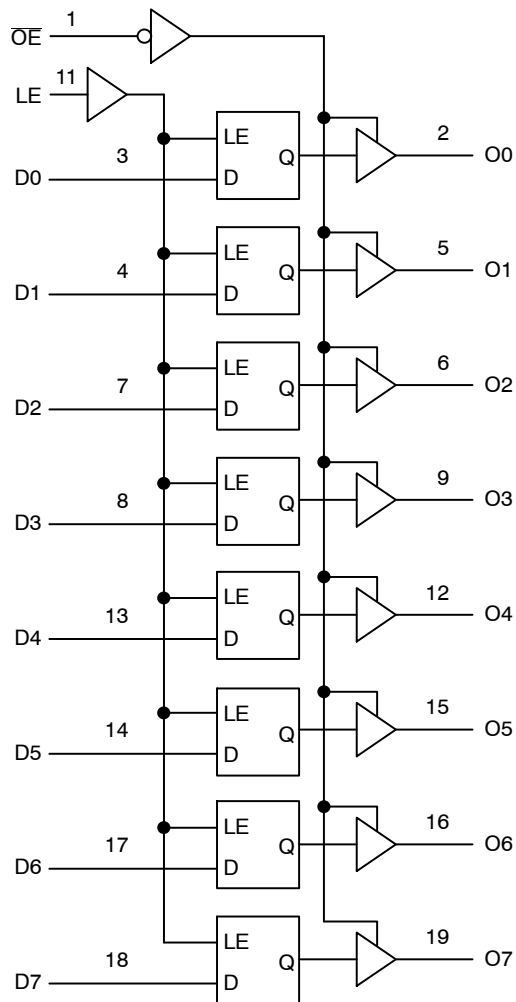 O̅E̅ 1
LE 11
D0 3 LE D Q 2 O0
D1 4 LE D Q 5 O1
D2 7 LE D Q 6 O2
D3 8 LE D Q 9 O3
D4 13 LE D Q 12 O4
D5 14 LE D Q 15 O5
D6 17 LE D Q 16 O6
D7 18 LE D Q 19 O7